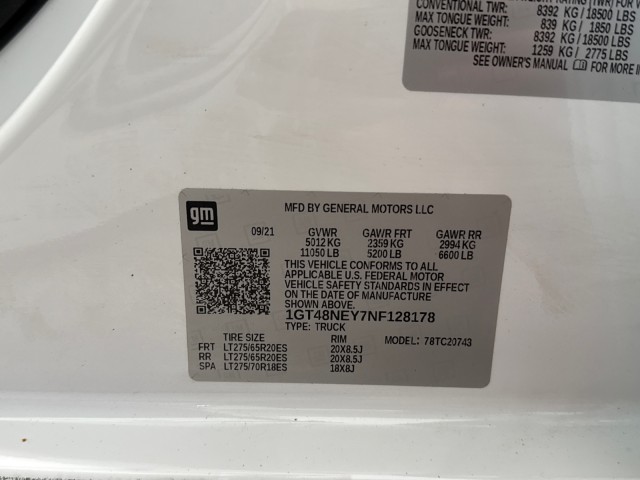 RATING (TWR) FOR
CONVENTIONAL TWR: 8392 KG / 18500 LBS
MAX TONGUE WEIGHT: 839 KG / 1850 LBS
GOOSENECK TWR: 8392 KG / 18500 LBS
MAX TONGUE WEIGHT: 1259 KG / 2775 LBS
SEE OWNER'S MANUAL FOR MORE
gm
MFD BY GENERAL MOTORS LLC
09/21 GVWR GAWR FRT GAWR RR
5012 KG 2359 KG 2994 KG
11050 LB 5200 LB 6600 LB
THIS VEHICLE CONFORMS TO ALL
APPLICABLE U.S. FEDERAL MOTOR
VEHICLE SAFETY STANDARDS IN
EFFECT ON THE DATE OF
MANUFACTURE SHOWN ABOVE.
1GT48NEY7NF128178
TYPE: TRUCK
TIRE SIZE RIM MODEL: 78TC20743
FRT LT275/65R20ES 20X8.5J
RR LT275/65R20ES 20X8.5J
SPA LT275/70R18ES 18X8J